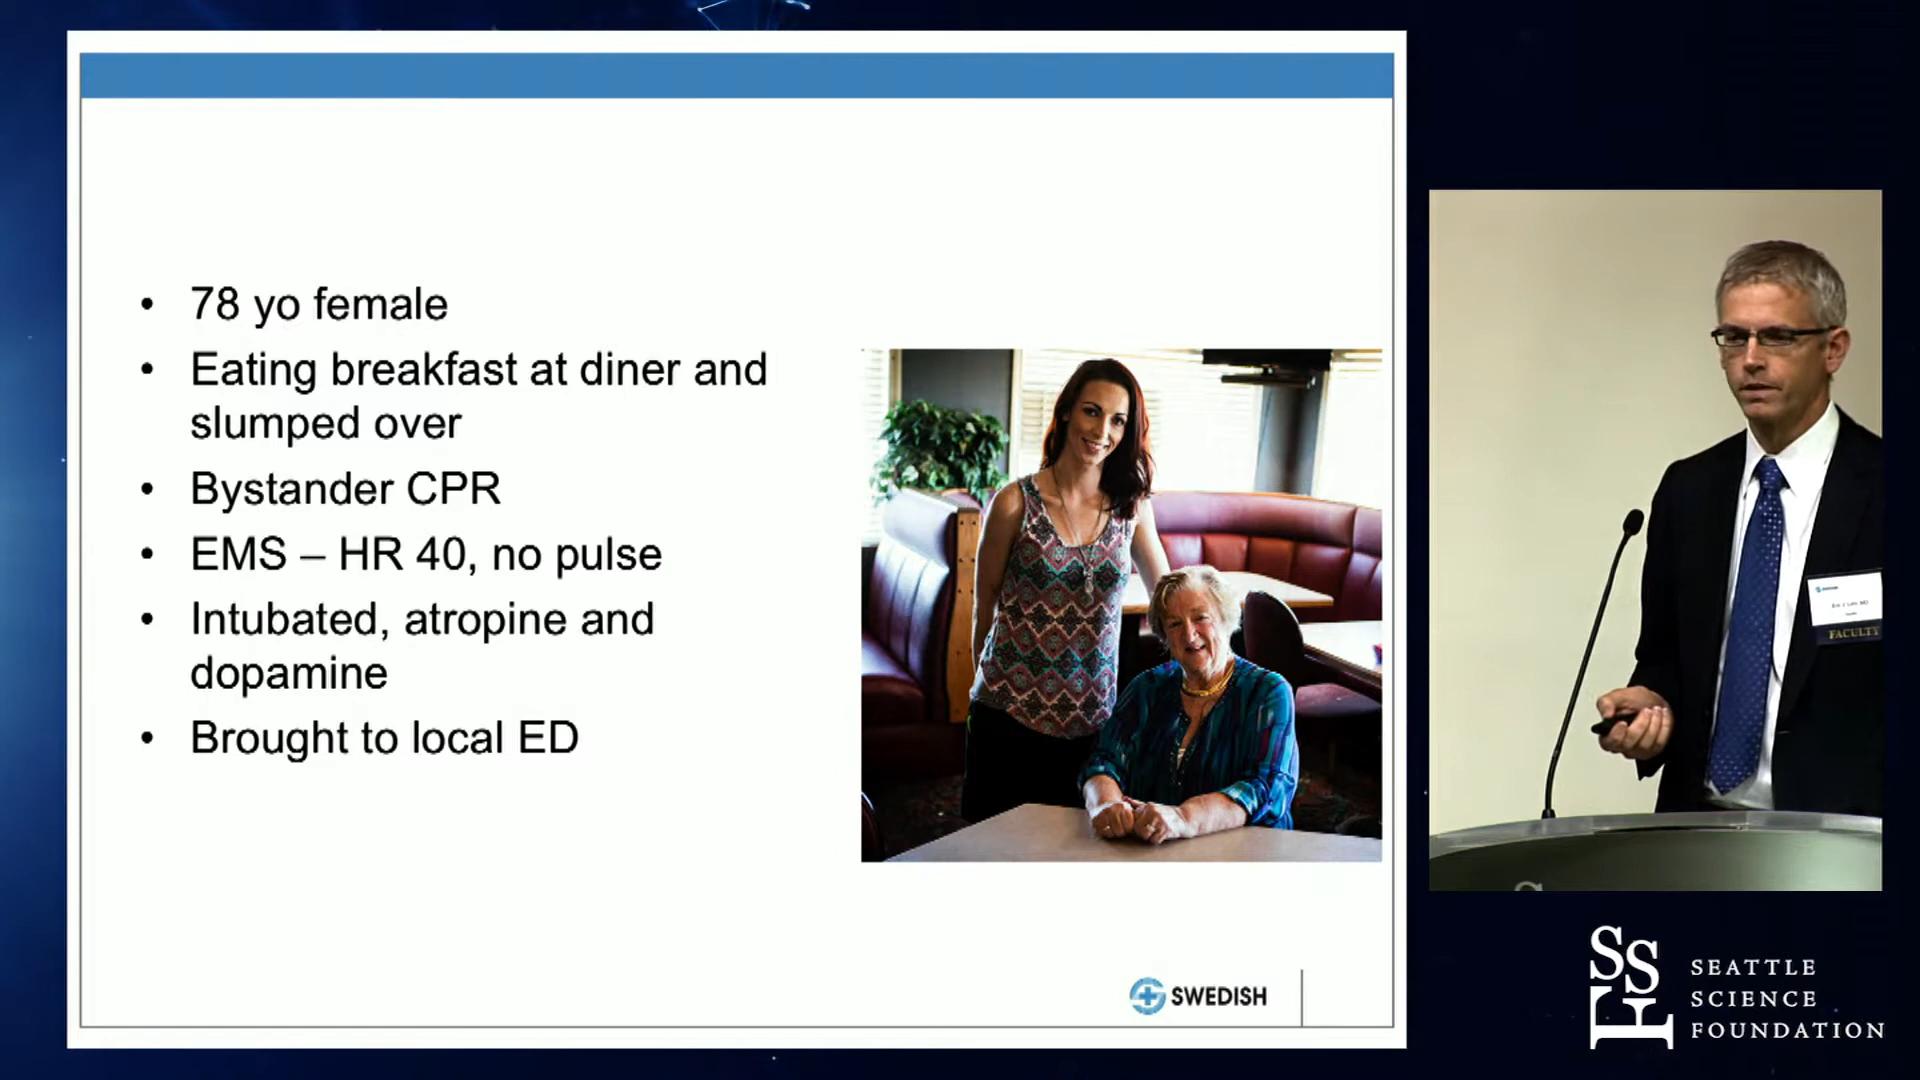 • 78 yo female
• Eating breakfast at diner and
slumped over
• Bystander CPR
• EMS – HR 40, no pulse
• Intubated, atropine and
dopamine
• Brought to local ED
SWEDISH
FACULTY
SSF
SEATTLE
SCIENCE
FOUNDATION